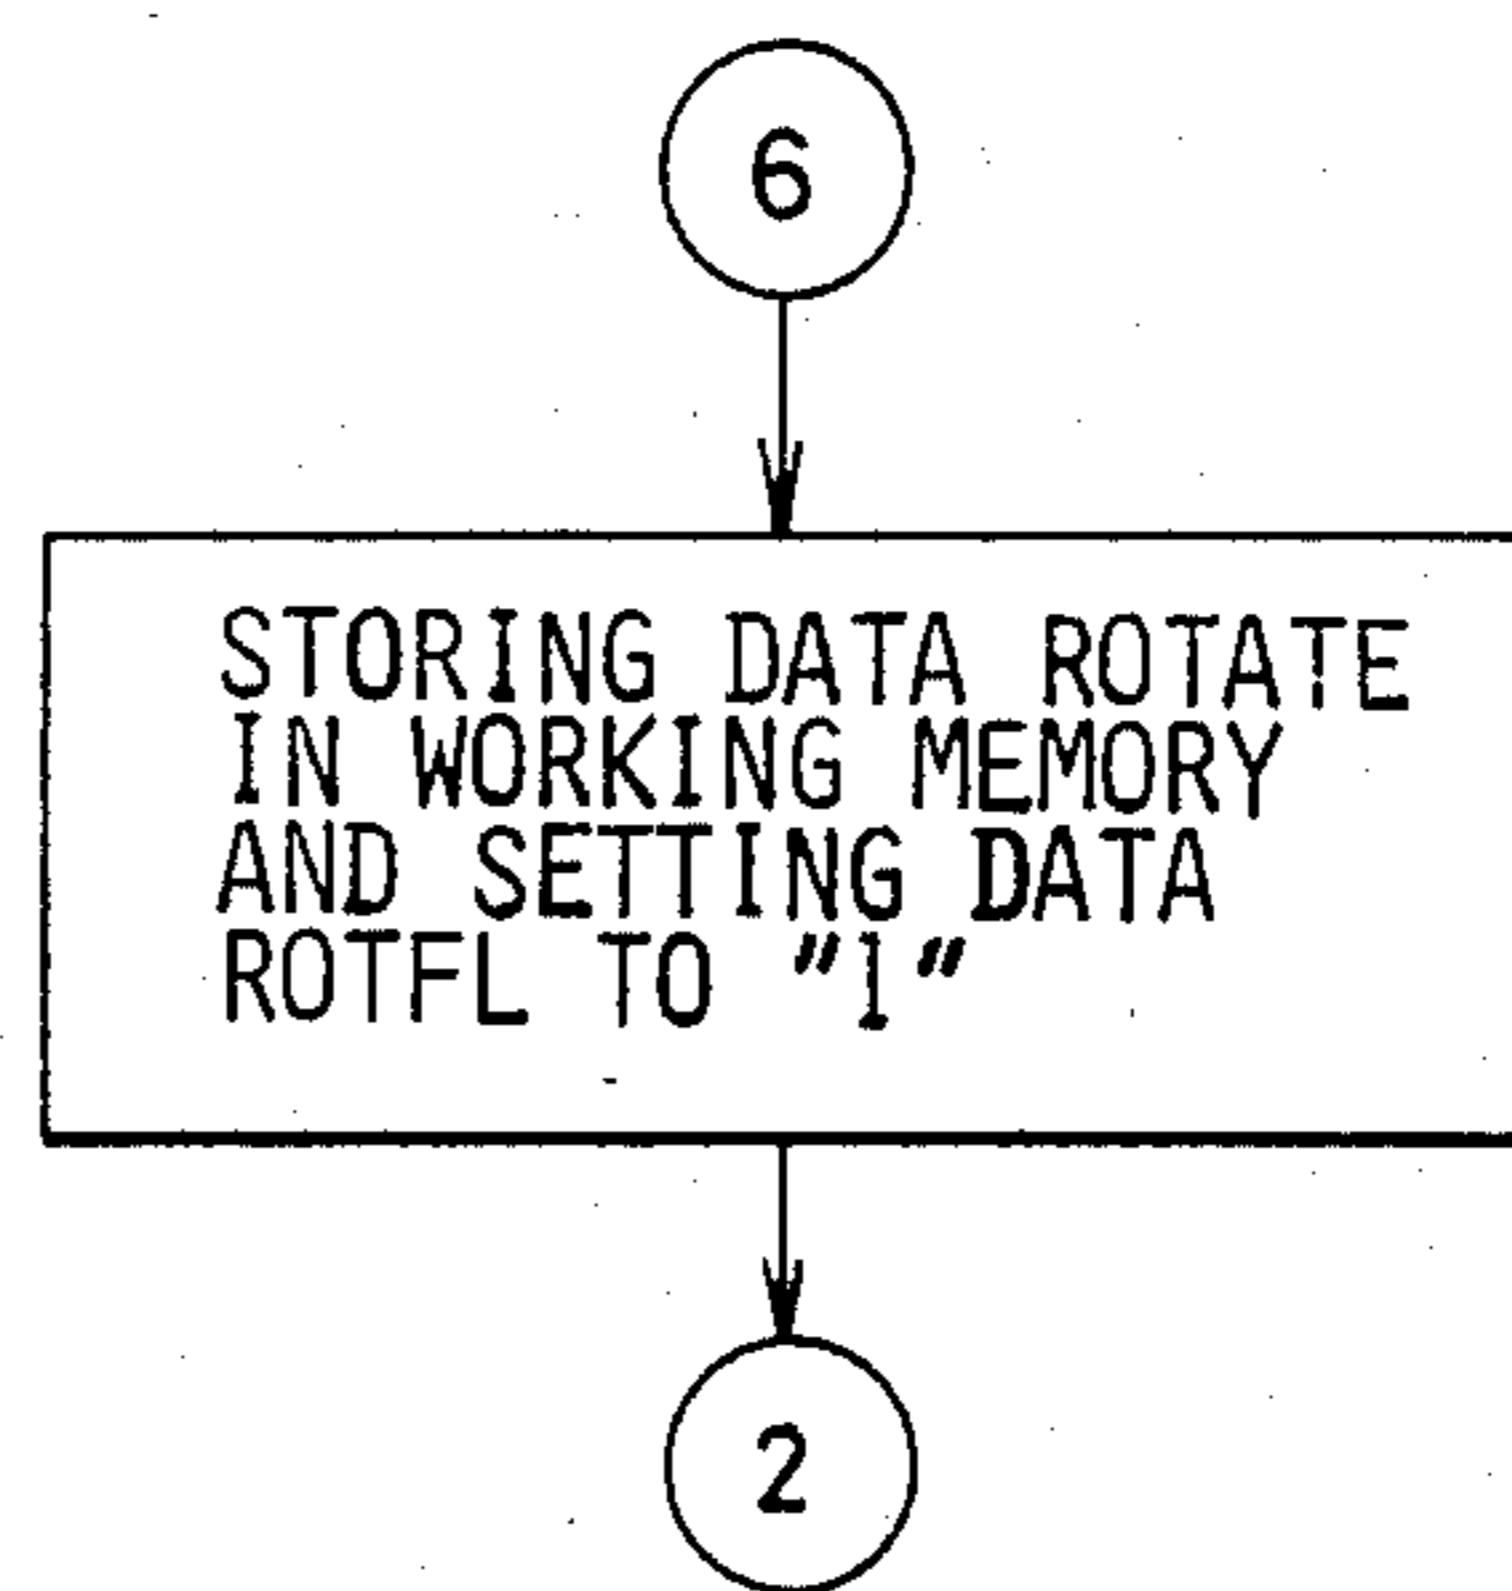 6
STORING DATA ROTATE
IN WORKING MEMORY
AND SETTING DATA
ROTFL TO "1"
2